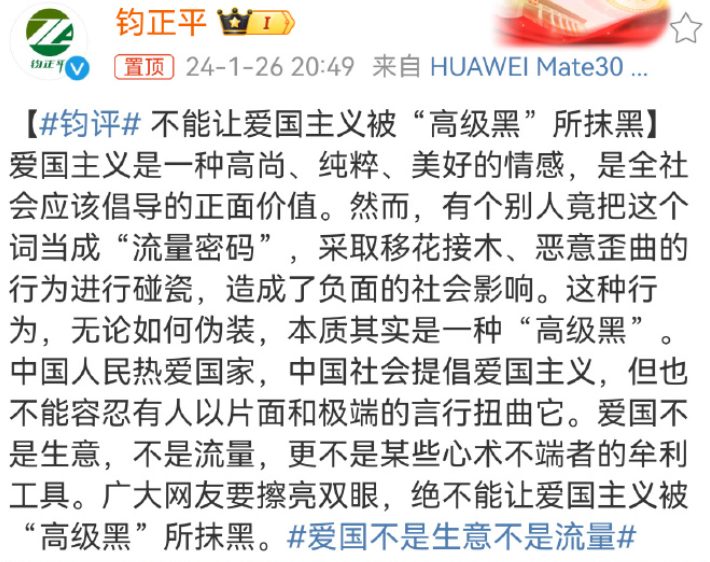 钧正平
I
钧正平
V
置顶 24-1-26 20:49 来自 HUAWEI Mate30 ...
【#钧评# 不能让爱国主义被“高级黑”所抹黑】
爱国主义是一种高尚、纯粹、美好的情感，是全社
会应该倡导的正面价值。然而，有个别人竟把这个
词当成“流量密码”，采取移花接木、恶意歪曲的
行为进行碰瓷，造成了负面的社会影响。这种行
为，无论如何伪装，本质其实是一种“高级黑”。
中国人民热爱国家，中国社会提倡爱国主义，但也
不能容忍有人以片面和极端的言行扭曲它。爱国不
是生意，不是流量，更不是某些心术不端者的牟利
工具。广大网友要擦亮双眼，绝不能让爱国主义被
“高级黑”所抹黑。#爱国不是生意不是流量#